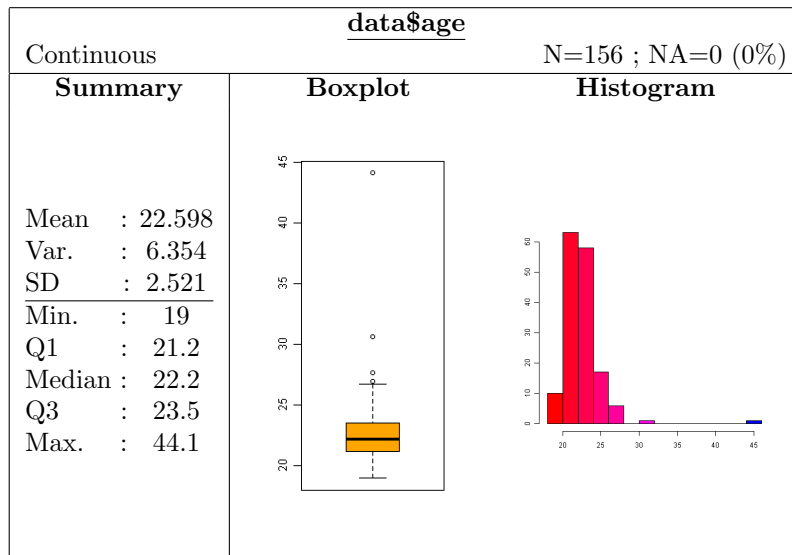 data$age
Continuous N=156 ; NA=0 (0%)
Summary Boxplot Histogram
Mean : 22.598
Var. : 6.354
SD : 2.521
Min. : 19
Q1 : 21.2
Median : 22.2
Q3 : 23.5
Max. : 44.1
45
40
35
30
25
20
60
50
40
30
20
10
0
20 25 30 35 40 45